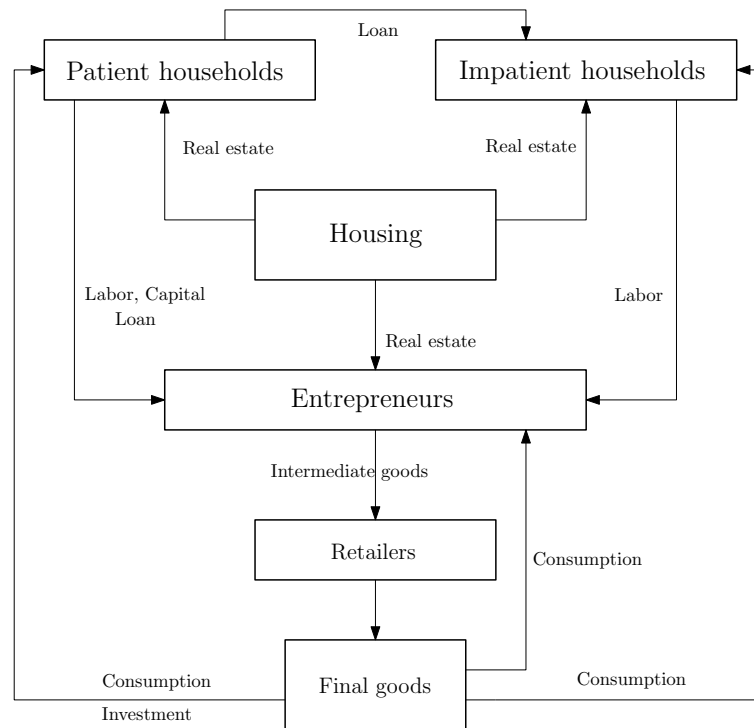 Loan
Patient households
Impatient households
Real estate
Real estate
Housing
Labor, Capital
Loan
Labor
Real estate
Entrepreneurs
Intermediate goods
Retailers
Consumption
Final goods
Consumption
Investment
Consumption